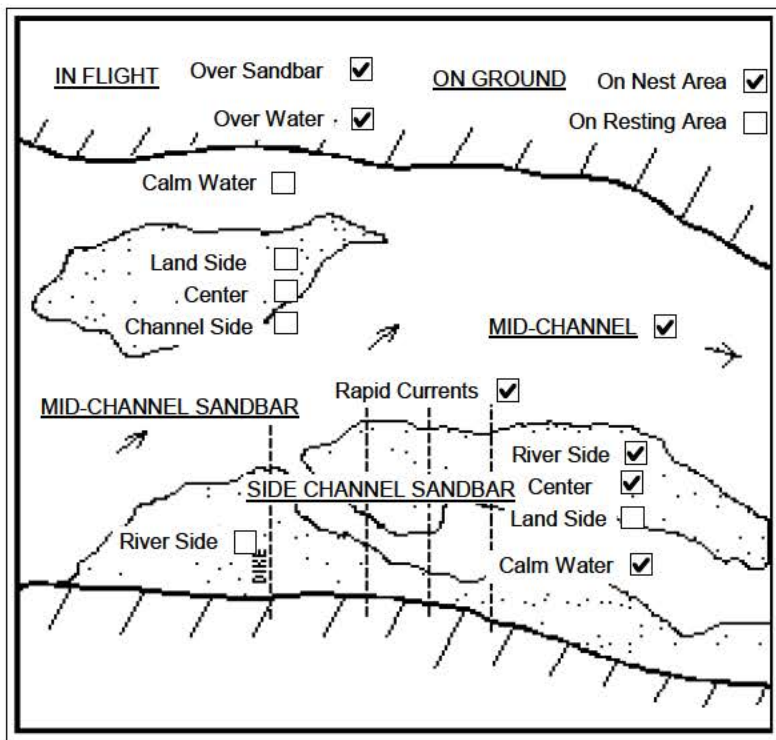 IN FLIGHT Over Sandbar ON GROUND On Nest Area
Over Water On Resting Area
Calm Water
Land Side
Center
Channel Side MID-CHANNEL
Rapid Currents
MID-CHANNEL SANDBAR
River Side
SIDE CHANNEL SANDBAR Center
Land Side
River Side
DIKE
Calm Water